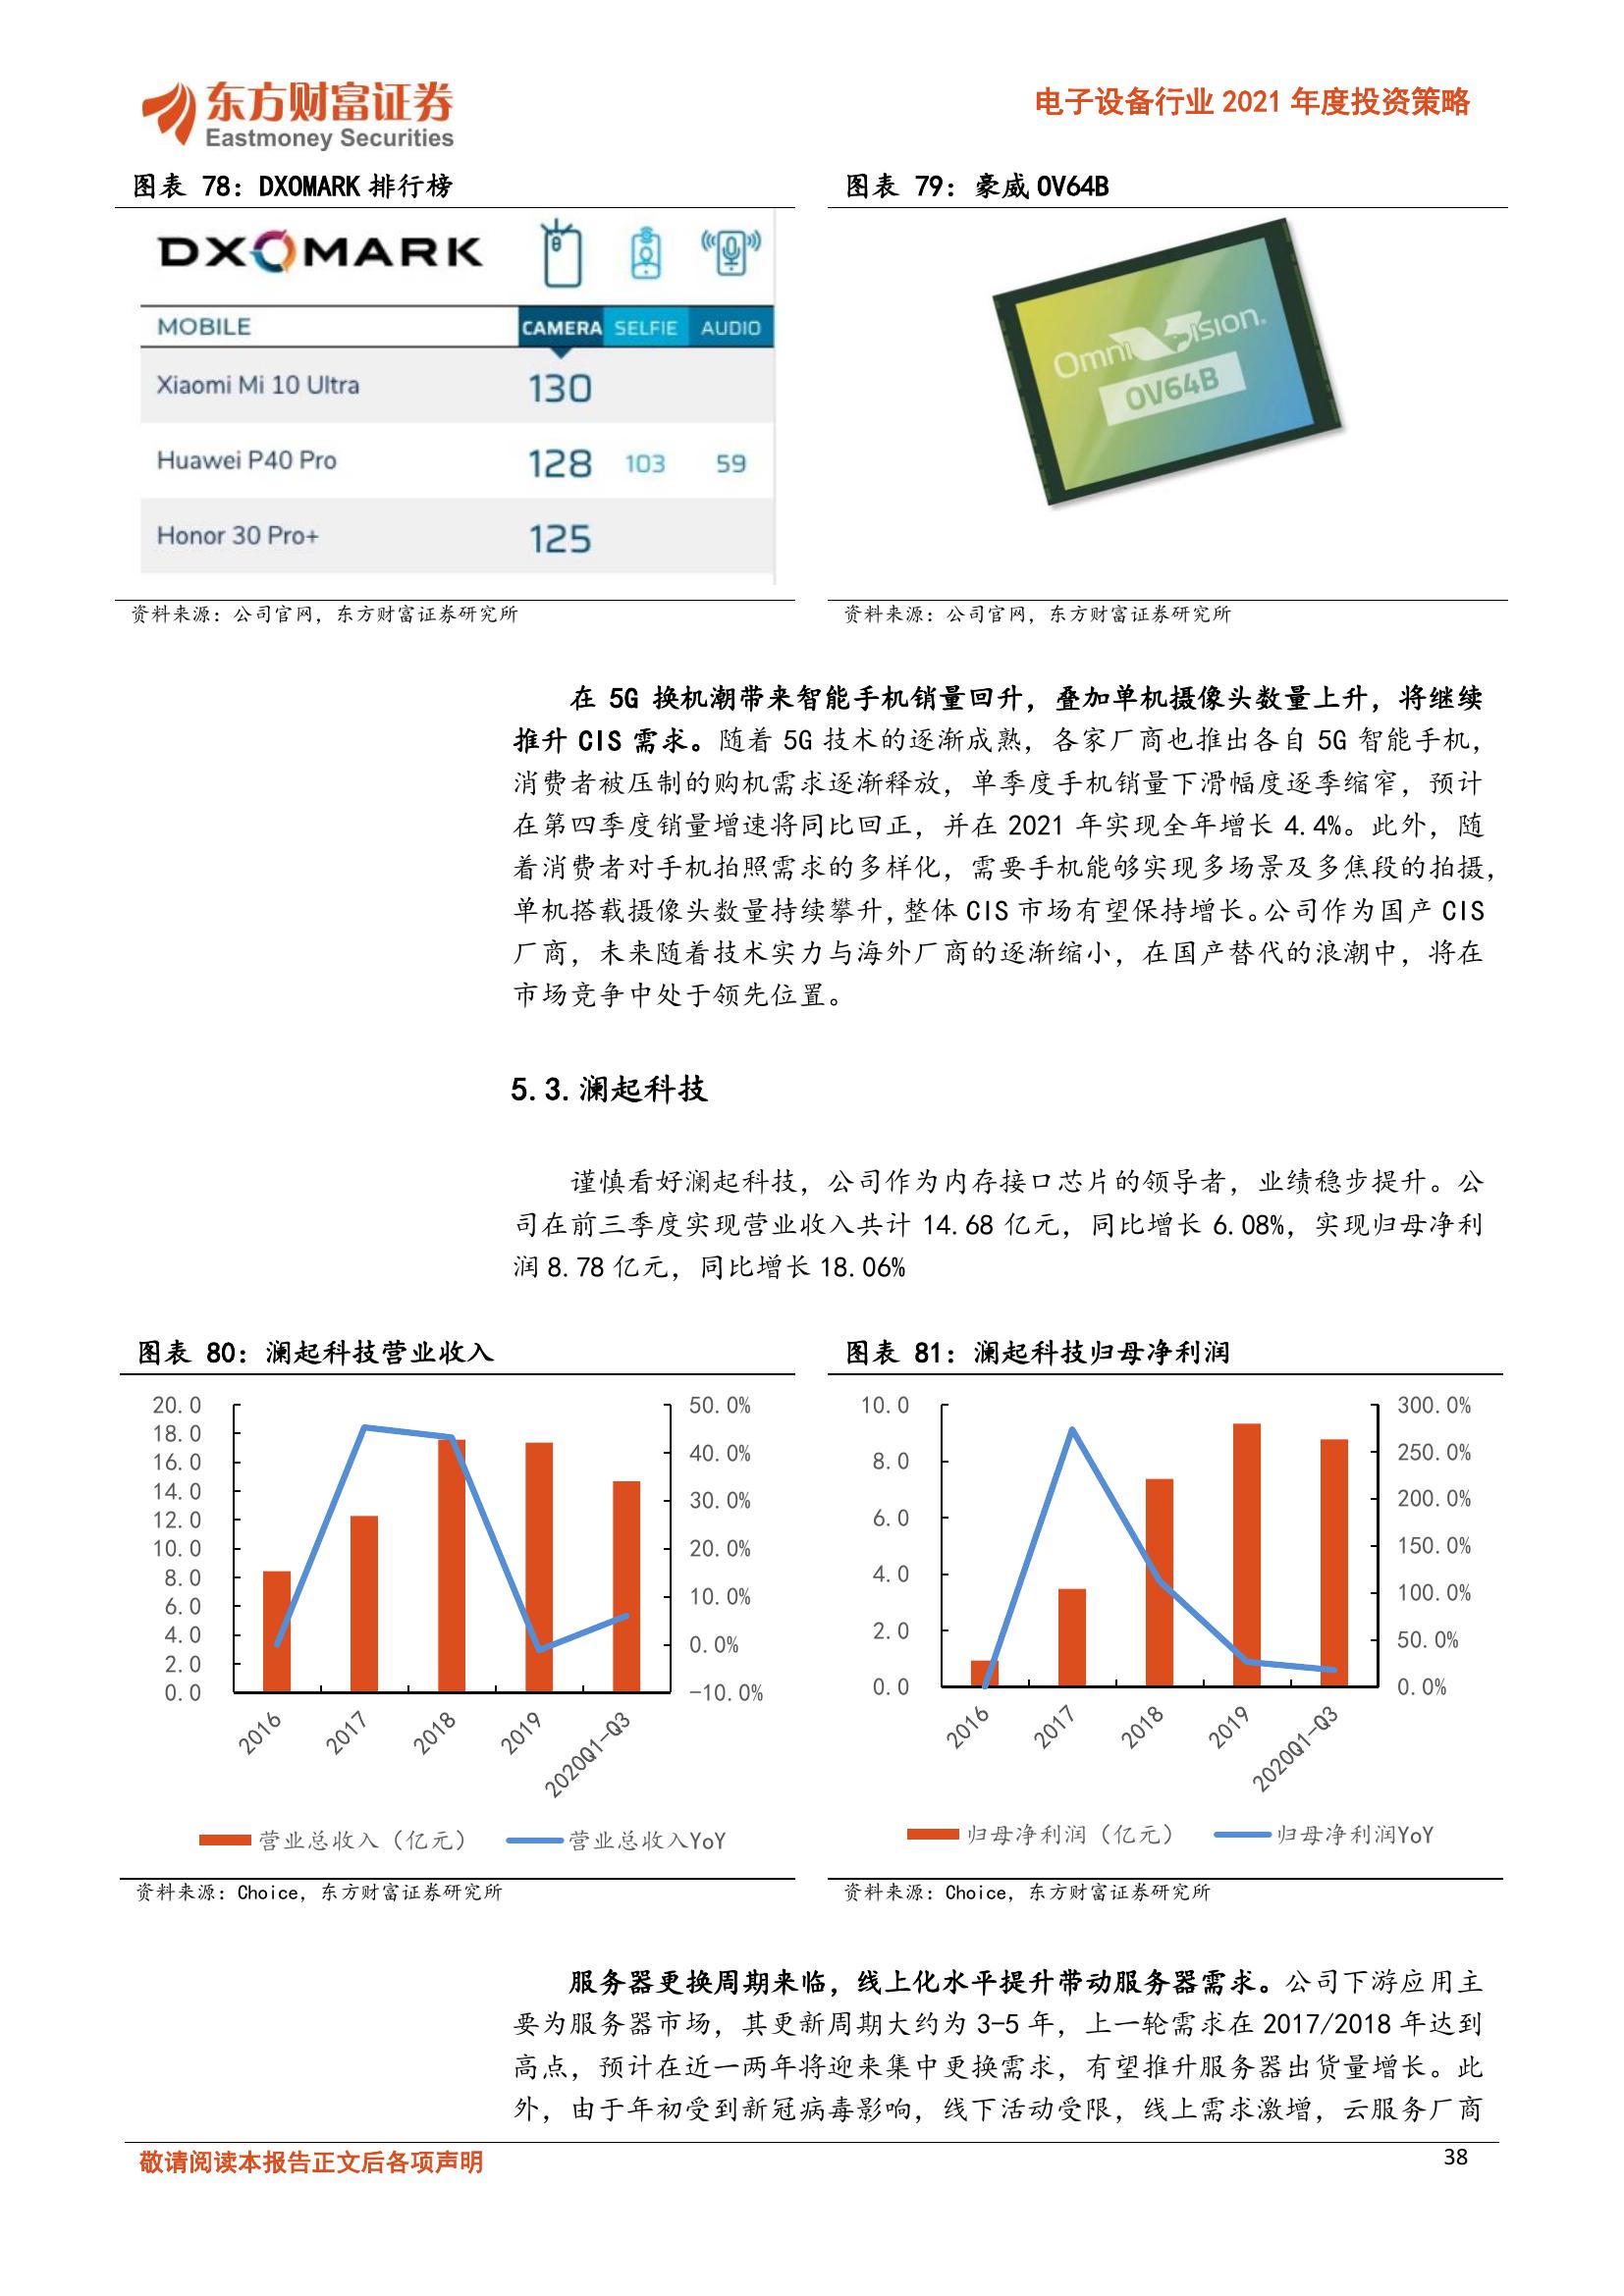 东方财富证券
Eastmoney Securities
电子设备行业 2021 年度投资策略
图表 78：DXOMARK 排行榜
DXOMARK
MOBILE CAMERA SELFIE AUDIO
Xiaomi Mi 10 Ultra 130
Huawei P40 Pro 128 103 59
Honor 30 Pro+ 125
资料来源：公司官网，东方财富证券研究所
图表 79：豪威 OV64B
OmniVision.
OV64B
资料来源：公司官网，东方财富证券研究所
在 5G 换机潮带来智能手机销量回升，叠加单机摄像头数量上升，将继续
推升 CIS 需求。随着 5G 技术的逐渐成熟，各家厂商也推出各自 5G 智能手机，
消费者被压制的购机需求逐渐释放，单季度手机销量下滑幅度逐季缩窄，预计
在第四季度销量增速将同比回正，并在 2021 年实现全年增长 4.4%。此外，随
着消费者对手机拍照需求的多样化，需要手机能够实现多场景及多焦段的拍摄，
单机搭载摄像头数量持续攀升，整体 CIS 市场有望保持增长。公司作为国产 CIS
厂商，未来随着技术实力与海外厂商的逐渐缩小，在国产替代的浪潮中，将在
市场竞争中处于领先位置。
5.3.澜起科技
谨慎看好澜起科技，公司作为内存接口芯片的领导者，业绩稳步提升。公
司在前三季度实现营业收入共计 14.68 亿元，同比增长 6.08%，实现归母净利
润 8.78 亿元，同比增长 18.06%
图表 80：澜起科技营业收入
20.0
18.0
16.0
14.0
12.0
10.0
8.0
6.0
4.0
2.0
0.0
50.0%
40.0%
30.0%
20.0%
10.0%
0.0%
-10.0%
2016 2017 2018 2019 2020Q1-Q3
营业总收入（亿元） 营业总收入YoY
资料来源：Choice，东方财富证券研究所
图表 81：澜起科技归母净利润
10.0
8.0
6.0
4.0
2.0
0.0
300.0%
250.0%
200.0%
150.0%
100.0%
50.0%
0.0%
2016 2017 2018 2019 2020Q1-Q3
归母净利润（亿元） 归母净利润YoY
资料来源：Choice，东方财富证券研究所
服务器更换周期来临，线上化水平提升带动服务器需求。公司下游应用主
要为服务器市场，其更新周期大约为 3-5 年，上一轮需求在 2017/2018 年达到
高点，预计在近一两年将迎来集中更换需求，有望推升服务器出货量增长。此
外，由于年初受到新冠病毒影响，线下活动受限，线上需求激增，云服务厂商
敬请阅读本报告正文后各项声明
38